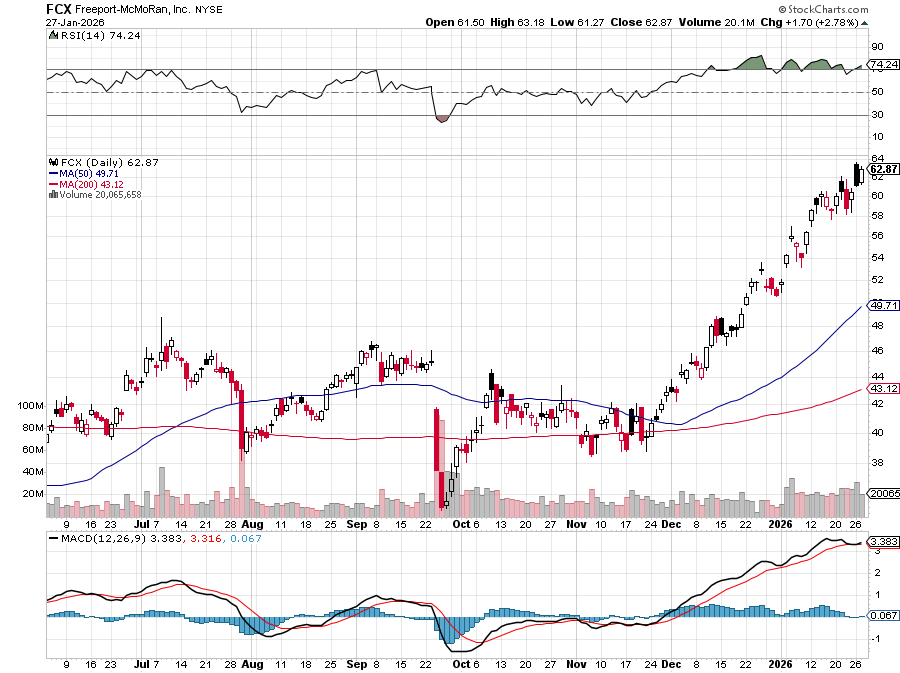 FCX Freeport-McMoRan, Inc. NYSE
© StockCharts.com
27-Jan-2026
Open 61.50 High 63.18 Low 61.27 Close 62.87 Volume 20.1M Chg +1.70 (+2.78%)
RSI(14) 74.24
90
74.24
50
30
10
FCX (Daily) 62.87
MA(50) 49.71
MA(200) 43.12
Volume 20,065,658
64
62.87
62
60
58
56
54
52
49.71
48
46
44
43.12
42
40
38
100M
80M
60M
40M
20M
20065
9 16 23 Jul 7 14 21 28 Aug 11 18 25 Sep 8 15 22 Oct 6 13 20 27 Nov 10 17 24 Dec 8 15 22 2026 12 20 26
MACD(12,26,9) 3.383, 3.316, 0.067
3.383
3
2
1
0.067
-1
9 16 23 Jul 7 14 21 28 Aug 11 18 25 Sep 8 15 22 Oct 6 13 20 27 Nov 10 17 24 Dec 8 15 22 2026 12 20 26